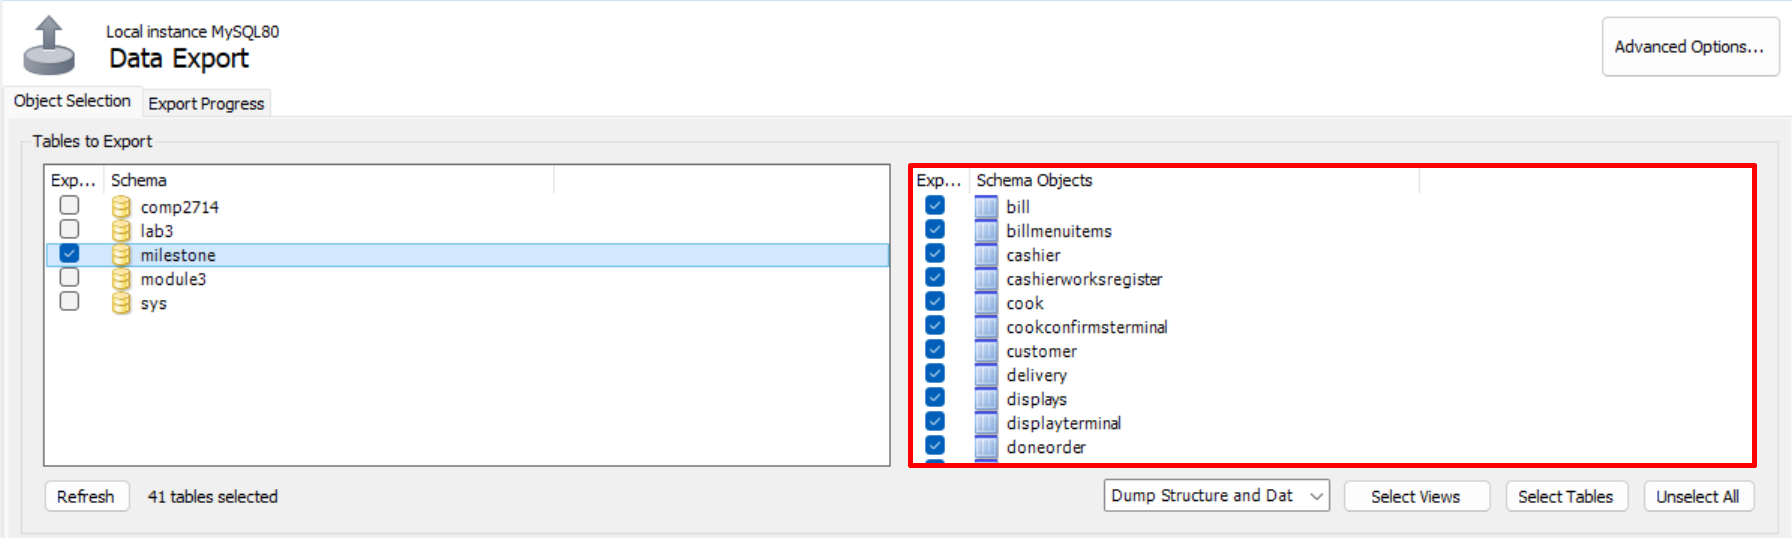 Local instance MySQL80
Data Export
Advanced Options...
Object Selection
Export Progress
Tables to Export
Exp... Schema
comp2714
lab3
milestone
module3
sys
Exp... Schema Objects
bill
billmenuitems
cashier
cashierworksregister
cook
cookconfirmsterminal
customer
delivery
displays
displayterminal
doneorder
Refresh
41 tables selected
Dump Structure and Dat
Select Views
Select Tables
Unselect All